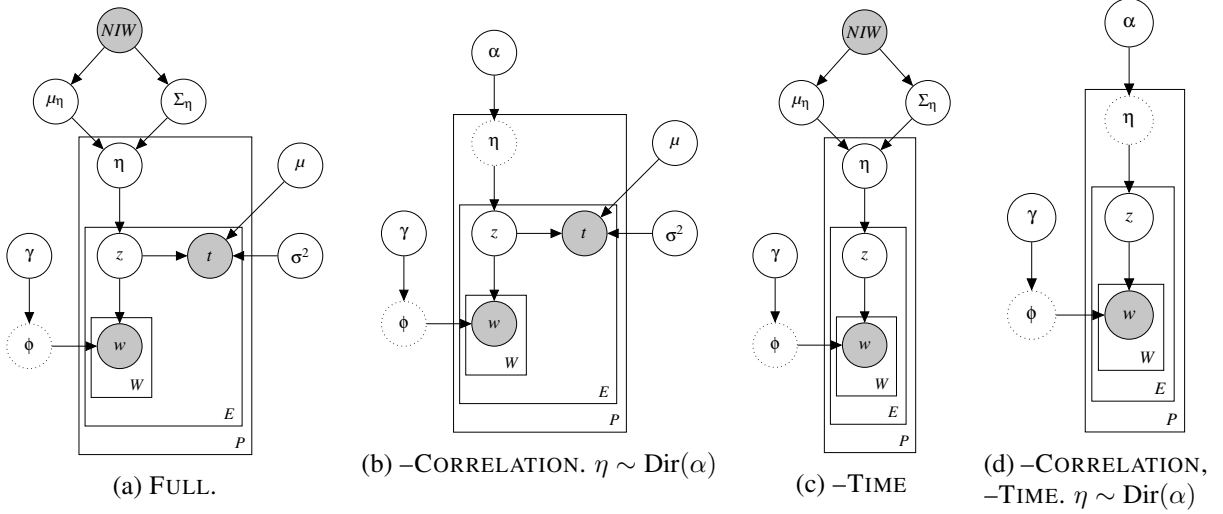 NIW
μη
Ση
η
μ
γ
z
t
σ²
ϕ
w
W
E
P
(a) FULL.
α
η
μ
γ
z
t
σ²
ϕ
w
W
E
P
(b) –CORRELATION. η ∼ Dir(α)
NIW
μη
Ση
η
γ
z
ϕ
w
W
E
P
(c) –TIME
α
η
γ
z
ϕ
w
W
E
P
(d) –CORRELATION,
–TIME. η ∼ Dir(α)